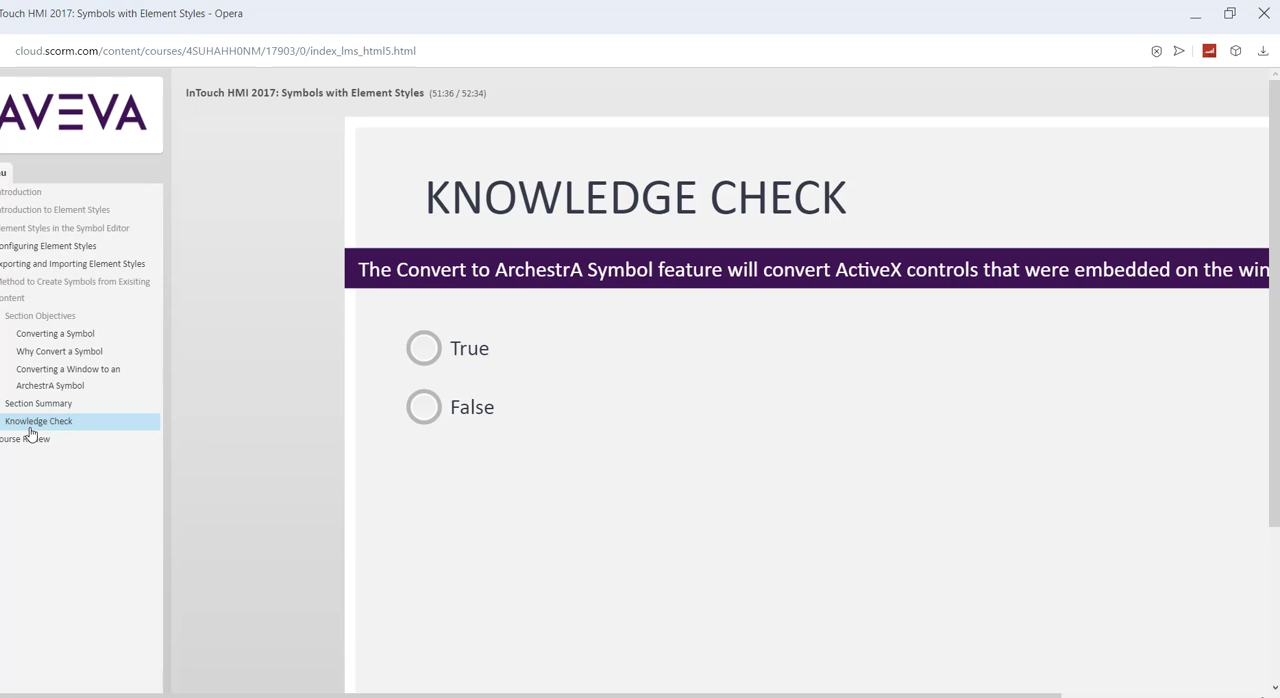 Touch HMI 2017: Symbols with Element Styles - Opera
cloud.scorm.com/content/courses/4SUHAHH0NM/17903/0/index_lms_html5.html
AVEVA
InTouch HMI 2017: Symbols with Element Styles (51:36 / 52:34)
nu
ntroduction
ntroduction to Element Styles
lement Styles in the Symbol Editor
onfiguring Element Styles
xporting and Importing Element Styles
Method to Create Symbols from Exisiting
ontent
Section Objectives
Converting a Symbol
Why Convert a Symbol
Converting a Window to an
ArchestrA Symbol
Section Summary
Knowledge Check
ourse
KNOWLEDGE CHECK
The Convert to ArchestrA Symbol feature will convert ActiveX controls that were embedded on the win
True
False